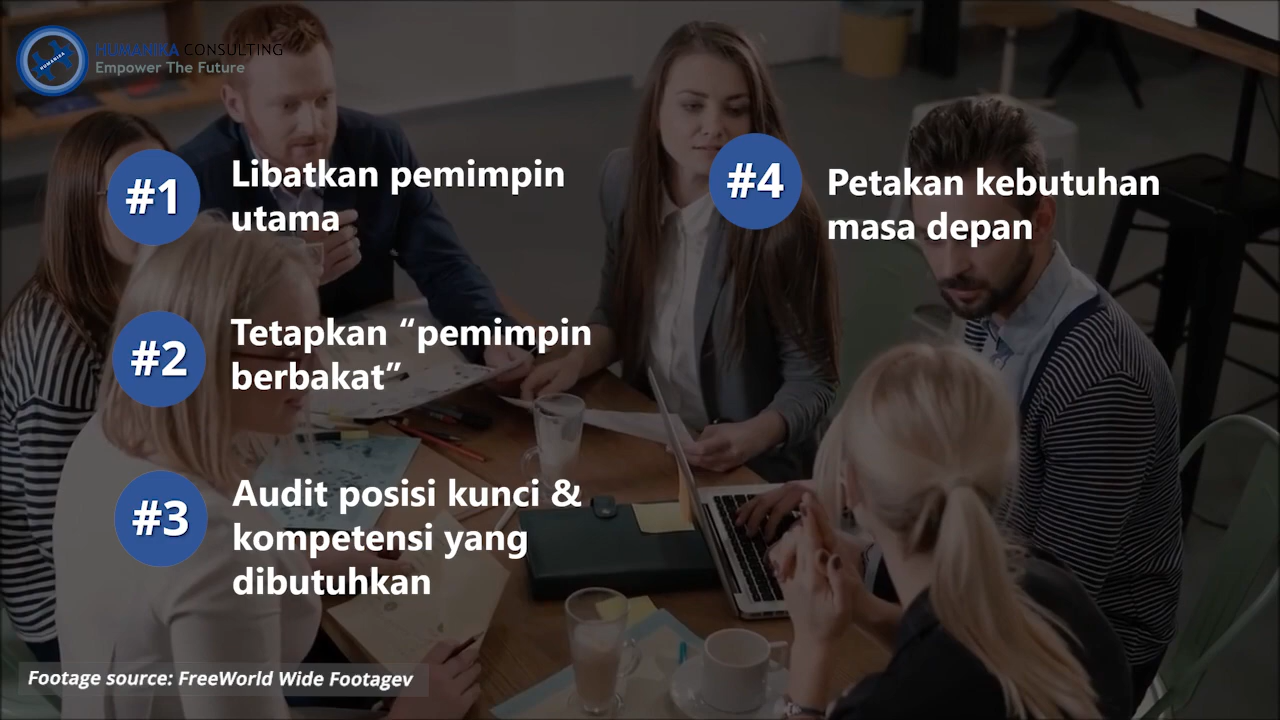 HUMANIKA CONSULTING
Empower The Future
HUMANIKA
#1
Libatkan pemimpin
utama
#2
Tetapkan “pemimpin
berbakat”
#3
Audit posisi kunci &
kompetensi yang
dibutuhkan
#4
Petakan kebutuhan
masa depan
Footage source: FreeWorld Wide Footagev